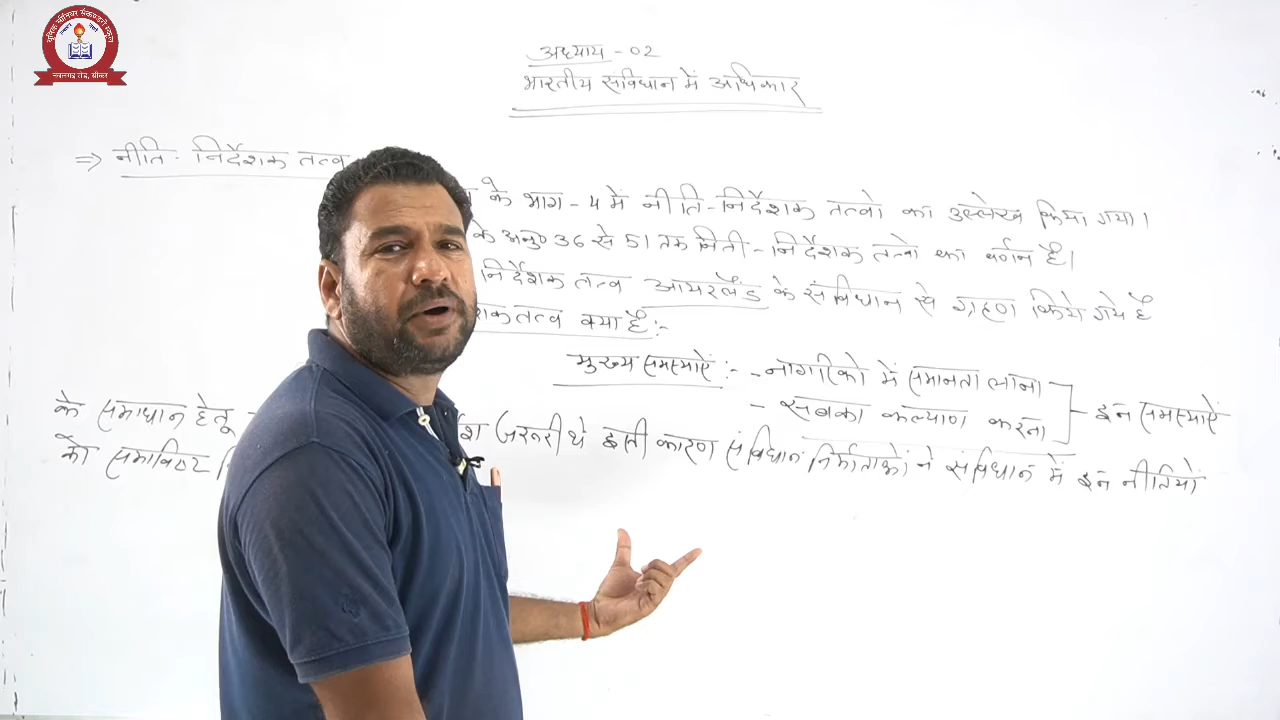 अध्याय - 02
भारतीय संविधान में अधिकार
=> नीति - निर्देशक तत्व
के भाग - 4 में नीति - निर्देशक तत्वो का उल्लेख किया गया।
के अनु० 36 से 51 तक निती - निर्देशक तत्वो का वर्णन है।
निर्देशक तत्व आयरलैंड के संविधान से ग्रहण किये गये है
तत्व क्या है :-
मुख्य समस्याएं :- - नागरिको में समानता लाना
- सबका कल्याण करना - इन समस्याएं
के समाधान हेतू जरूरी थे इसी कारण संविधान निर्माताओं ने संविधान में इन नीतियों
को समाविष्ट
नवलगढ़ रोड, सीकर